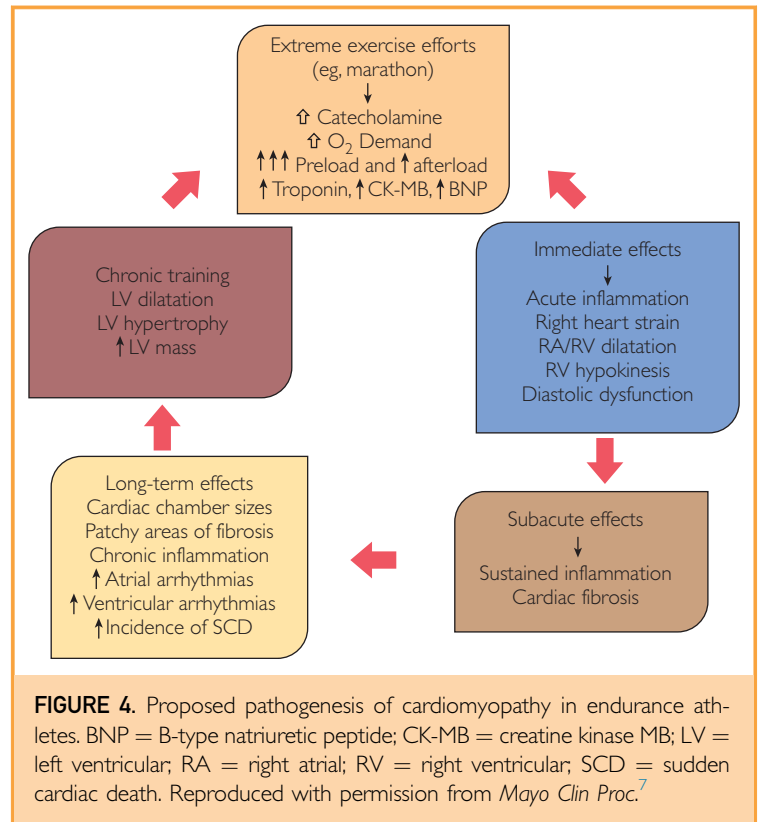 Extreme exercise efforts
(eg, marathon)
↓
⇧ Catecholamine
⇧ O₂ Demand
↑↑↑ Preload and ↑ afterload
↑ Troponin, ↑ CK-MB, ↑ BNP
Immediate effects
↓
Acute inflammation
Right heart strain
RA/RV dilatation
RV hypokinesis
Diastolic dysfunction
Subacute effects
↓
Sustained inflammation
Cardiac fibrosis
Long-term effects
Cardiac chamber sizes
Patchy areas of fibrosis
Chronic inflammation
↑ Atrial arrhythmias
↑ Ventricular arrhythmias
↑ Incidence of SCD
Chronic training
LV dilatation
LV hypertrophy
↑ LV mass
FIGURE 4. Proposed pathogenesis of cardiomyopathy in endurance ath-
letes. BNP = B-type natriuretic peptide; CK-MB = creatine kinase MB; LV =
left ventricular; RA = right atrial; RV = right ventricular; SCD = sudden
cardiac death. Reproduced with permission from Mayo Clin Proc.⁷